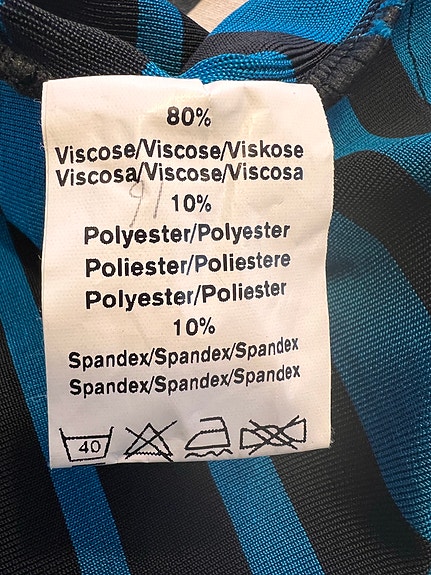 80%
Viscose/Viscose/Viskose
Viscosa/Viscose/Viscosa
10%
Polyester/Polyester
Poliester/Poliestere
Polyester/Poliester
10%
Spandex/Spandex/Spandex
Spandex/Spandex/Spandex
40